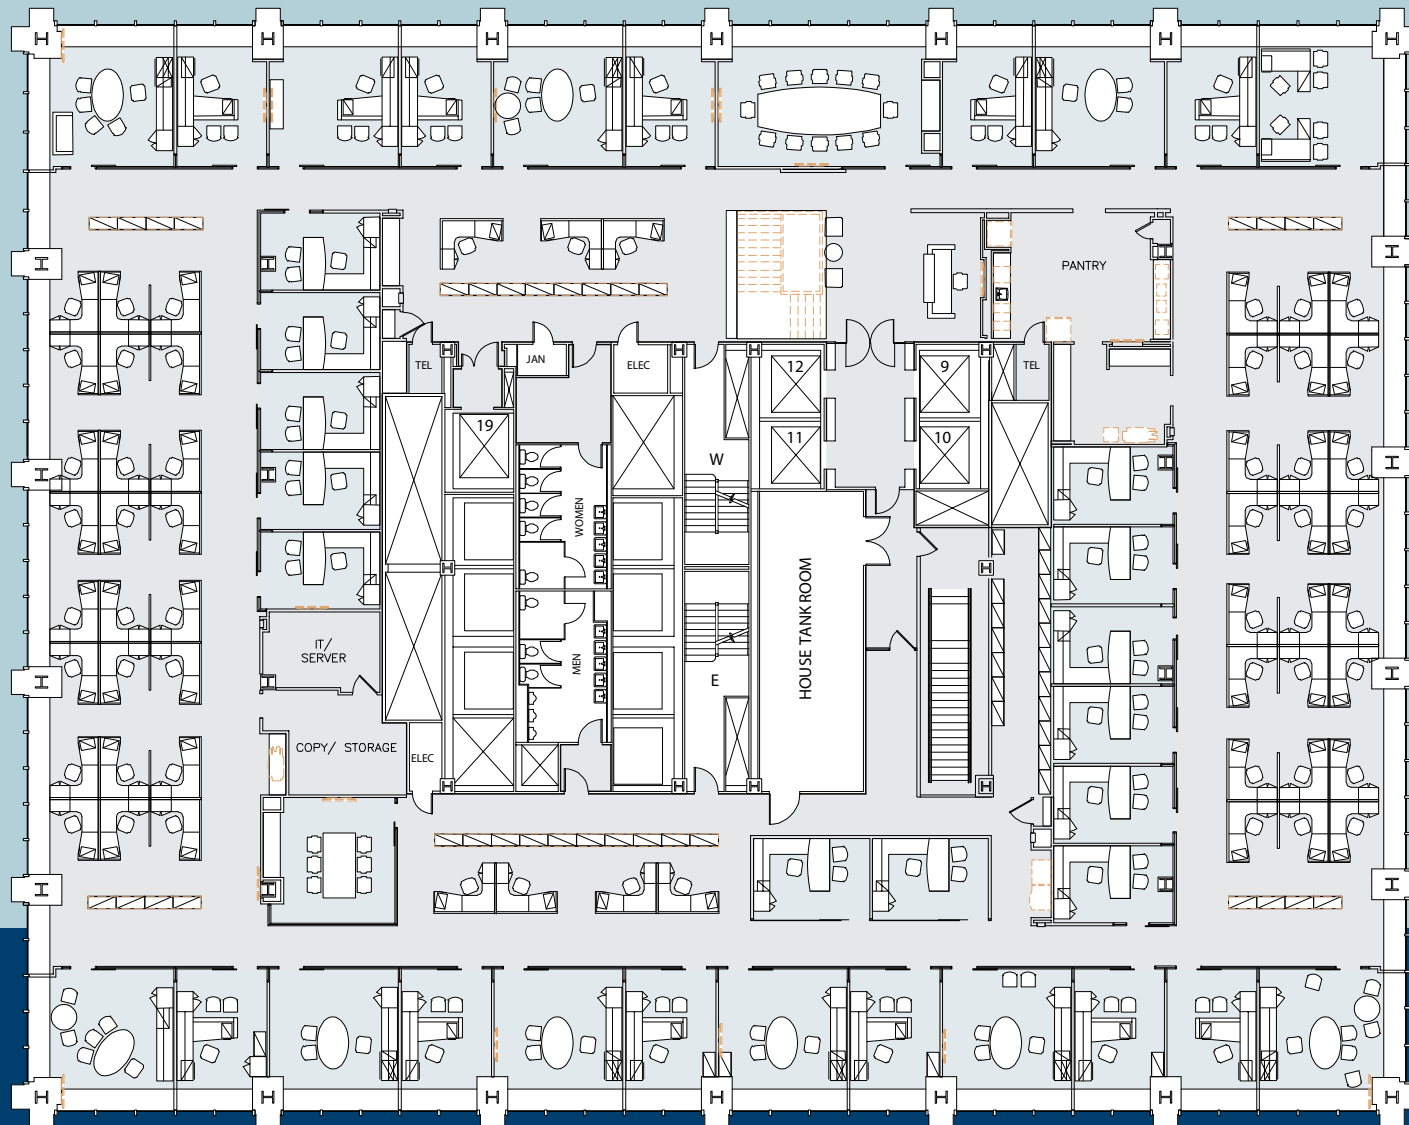 PANTRY
TEL
JAN
ELEC
12
9
TEL
19
11
10
W
WOMEN
HOUSE TANK ROOM
IT/
SERVER
MEN
E
COPY/ STORAGE
ELEC